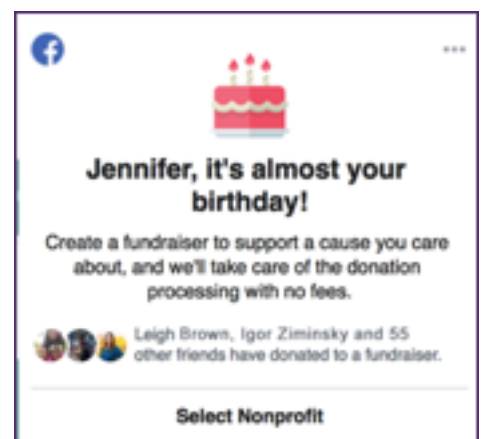 Jennifer, it's almost your
birthday!
Create a fundraiser to support a cause you care
about, and we'll take care of the donation
processing with no fees.
Leigh Brown, Igor Ziminsky and 55
other friends have donated to a fundraiser.
Select Nonprofit